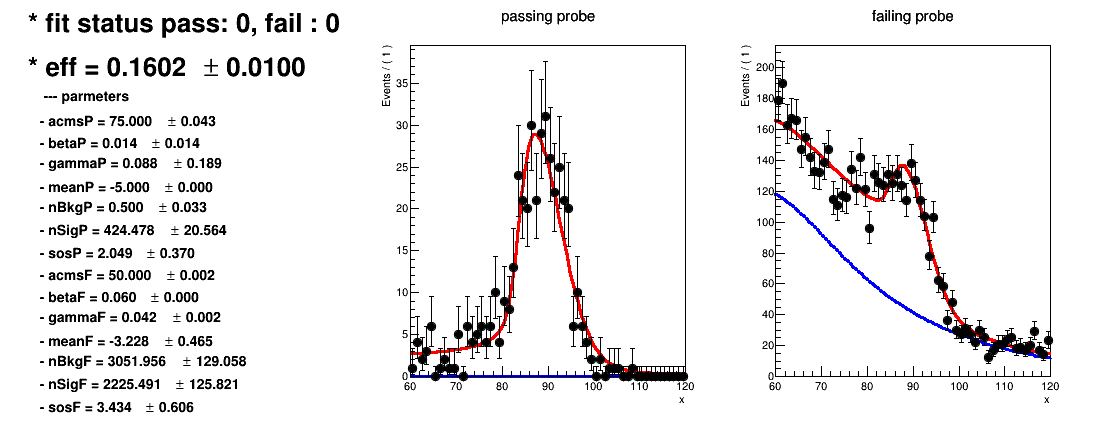 * fit status pass: 0, fail : 0
* eff = 0.1602 ± 0.0100
--- parmeters
- acmsP = 75.000 ± 0.043
- betaP = 0.014 ± 0.014
- gammaP = 0.088 ± 0.189
- meanP = -5.000 ± 0.000
- nBkgP = 0.500 ± 0.033
- nSigP = 424.478 ± 20.564
- sosP = 2.049 ± 0.370
- acmsF = 50.000 ± 0.002
- betaF = 0.060 ± 0.000
- gammaF = 0.042 ± 0.002
- meanF = -3.228 ± 0.465
- nBkgF = 3051.956 ± 129.058
- nSigF = 2225.491 ± 125.821
- sosF = 3.434 ± 0.606
passing probe
Events / ( 1 )
35
30
25
20
15
10
5
0
60 70 80 90 100 110 120
x
failing probe
Events / ( 1 )
200
180
160
140
120
100
80
60
40
20
0
60 70 80 90 100 110 120
x